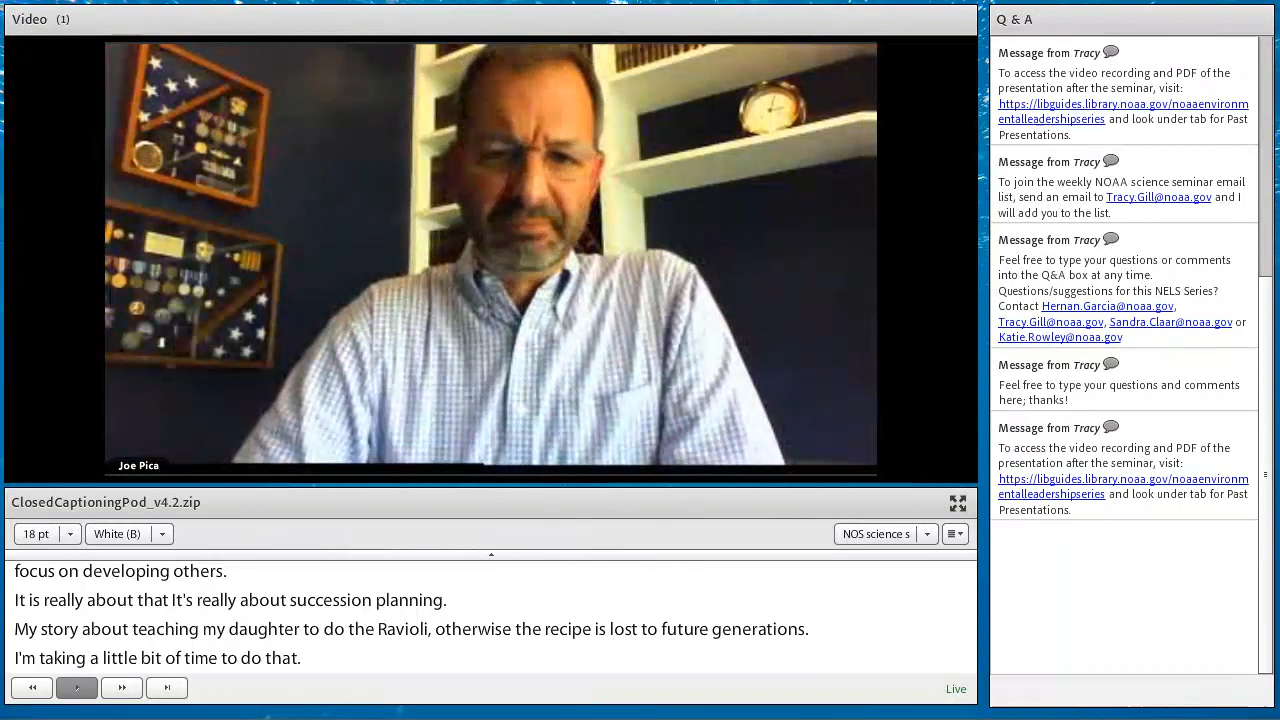 Video (1)
Joe Pica
ClosedCaptioningPod_v4.2.zip
18 pt
White (B)
NOS science s
focus on developing others.
It is really about that It's really about succession planning.
My story about teaching my daughter to do the Ravioli, otherwise the recipe is lost to future generations.
I'm taking a little bit of time to do that.
Live
Q & A
Message from Tracy
To access the video recording and PDF of the
presentation after the seminar, visit:
https://libguides.library.noaa.gov/noaaenvironm
entalleadershipseries and look under tab for Past
Presentations.
Message from Tracy
To join the weekly NOAA science seminar email
list, send an email to Tracy.Gill@noaa.gov and I
will add you to the list.
Message from Tracy
Feel free to type your questions or comments
into the Q&A box at any time.
Questions/suggestions for this NELS Series?
Contact Hernan.Garcia@noaa.gov,
Tracy.Gill@noaa.gov, Sandra.Claar@noaa.gov or
Katie.Rowley@noaa.gov
Message from Tracy
Feel free to type your questions and comments
here; thanks!
Message from Tracy
To access the video recording and PDF of the
presentation after the seminar, visit:
https://libguides.library.noaa.gov/noaaenvironm
entalleadershipseries and look under tab for Past
Presentations.